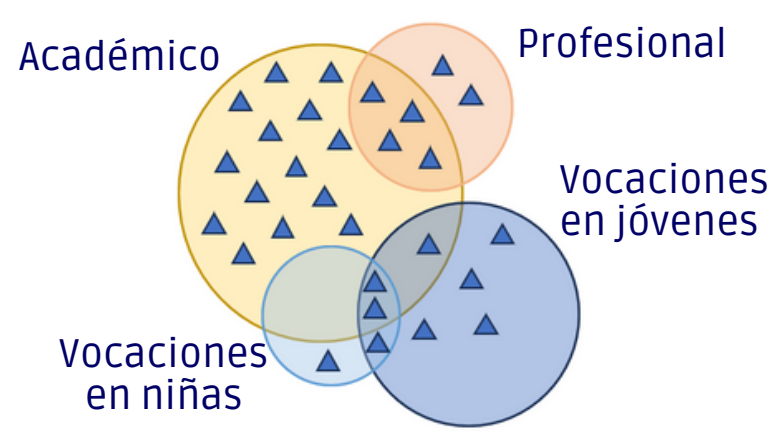 Académico
Profesional
Vocaciones
en jóvenes
Vocaciones
en niñas